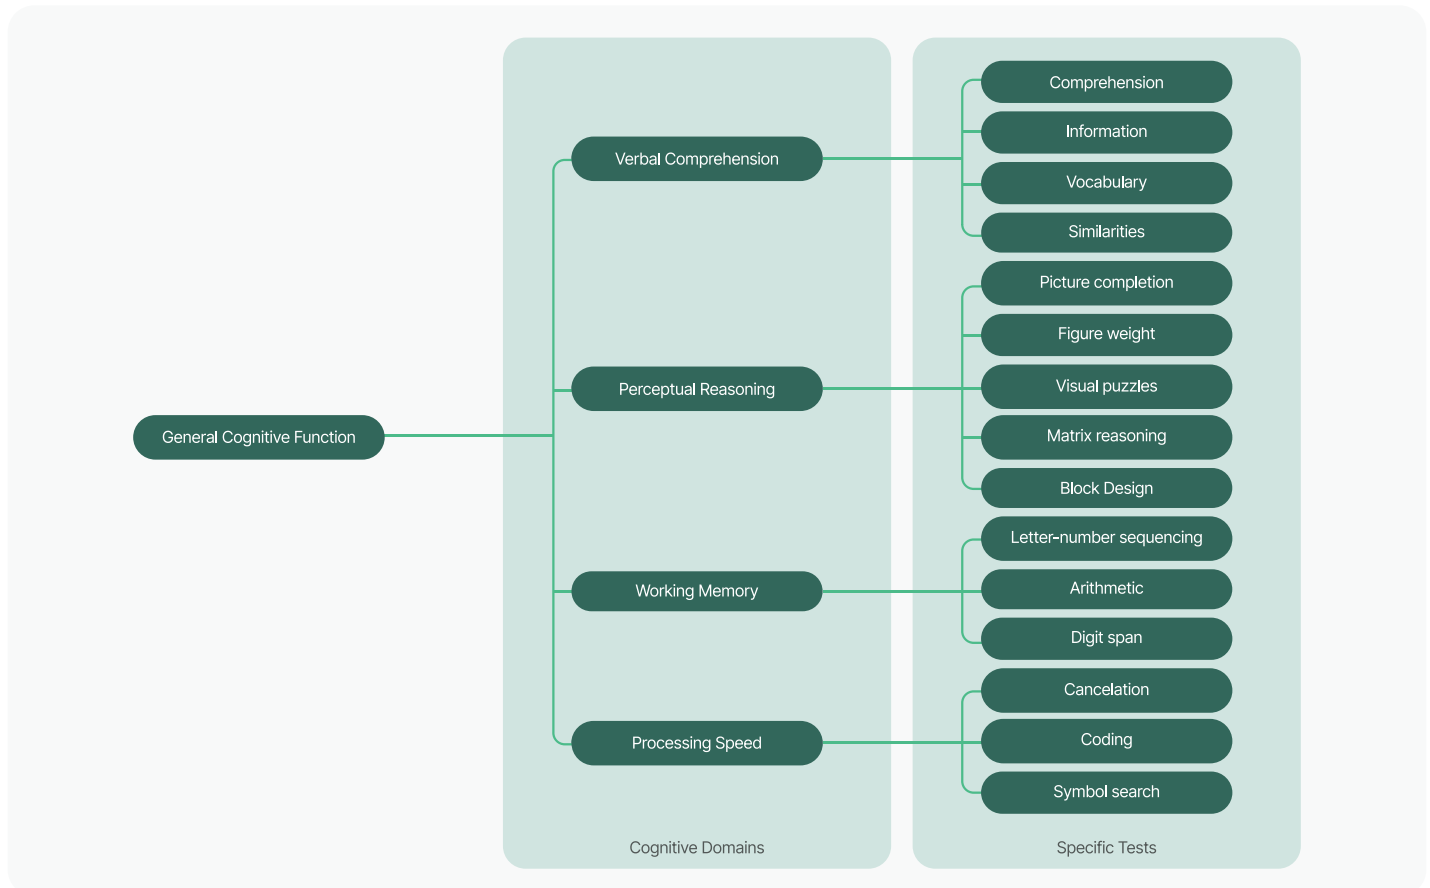 General Cognitive Function
Verbal Comprehension
Perceptual Reasoning
Working Memory
Processing Speed
Cognitive Domains
Comprehension
Information
Vocabulary
Similarities
Picture completion
Figure weight
Visual puzzles
Matrix reasoning
Block Design
Letter-number sequencing
Arithmetic
Digit span
Cancelation
Coding
Symbol search
Specific Tests